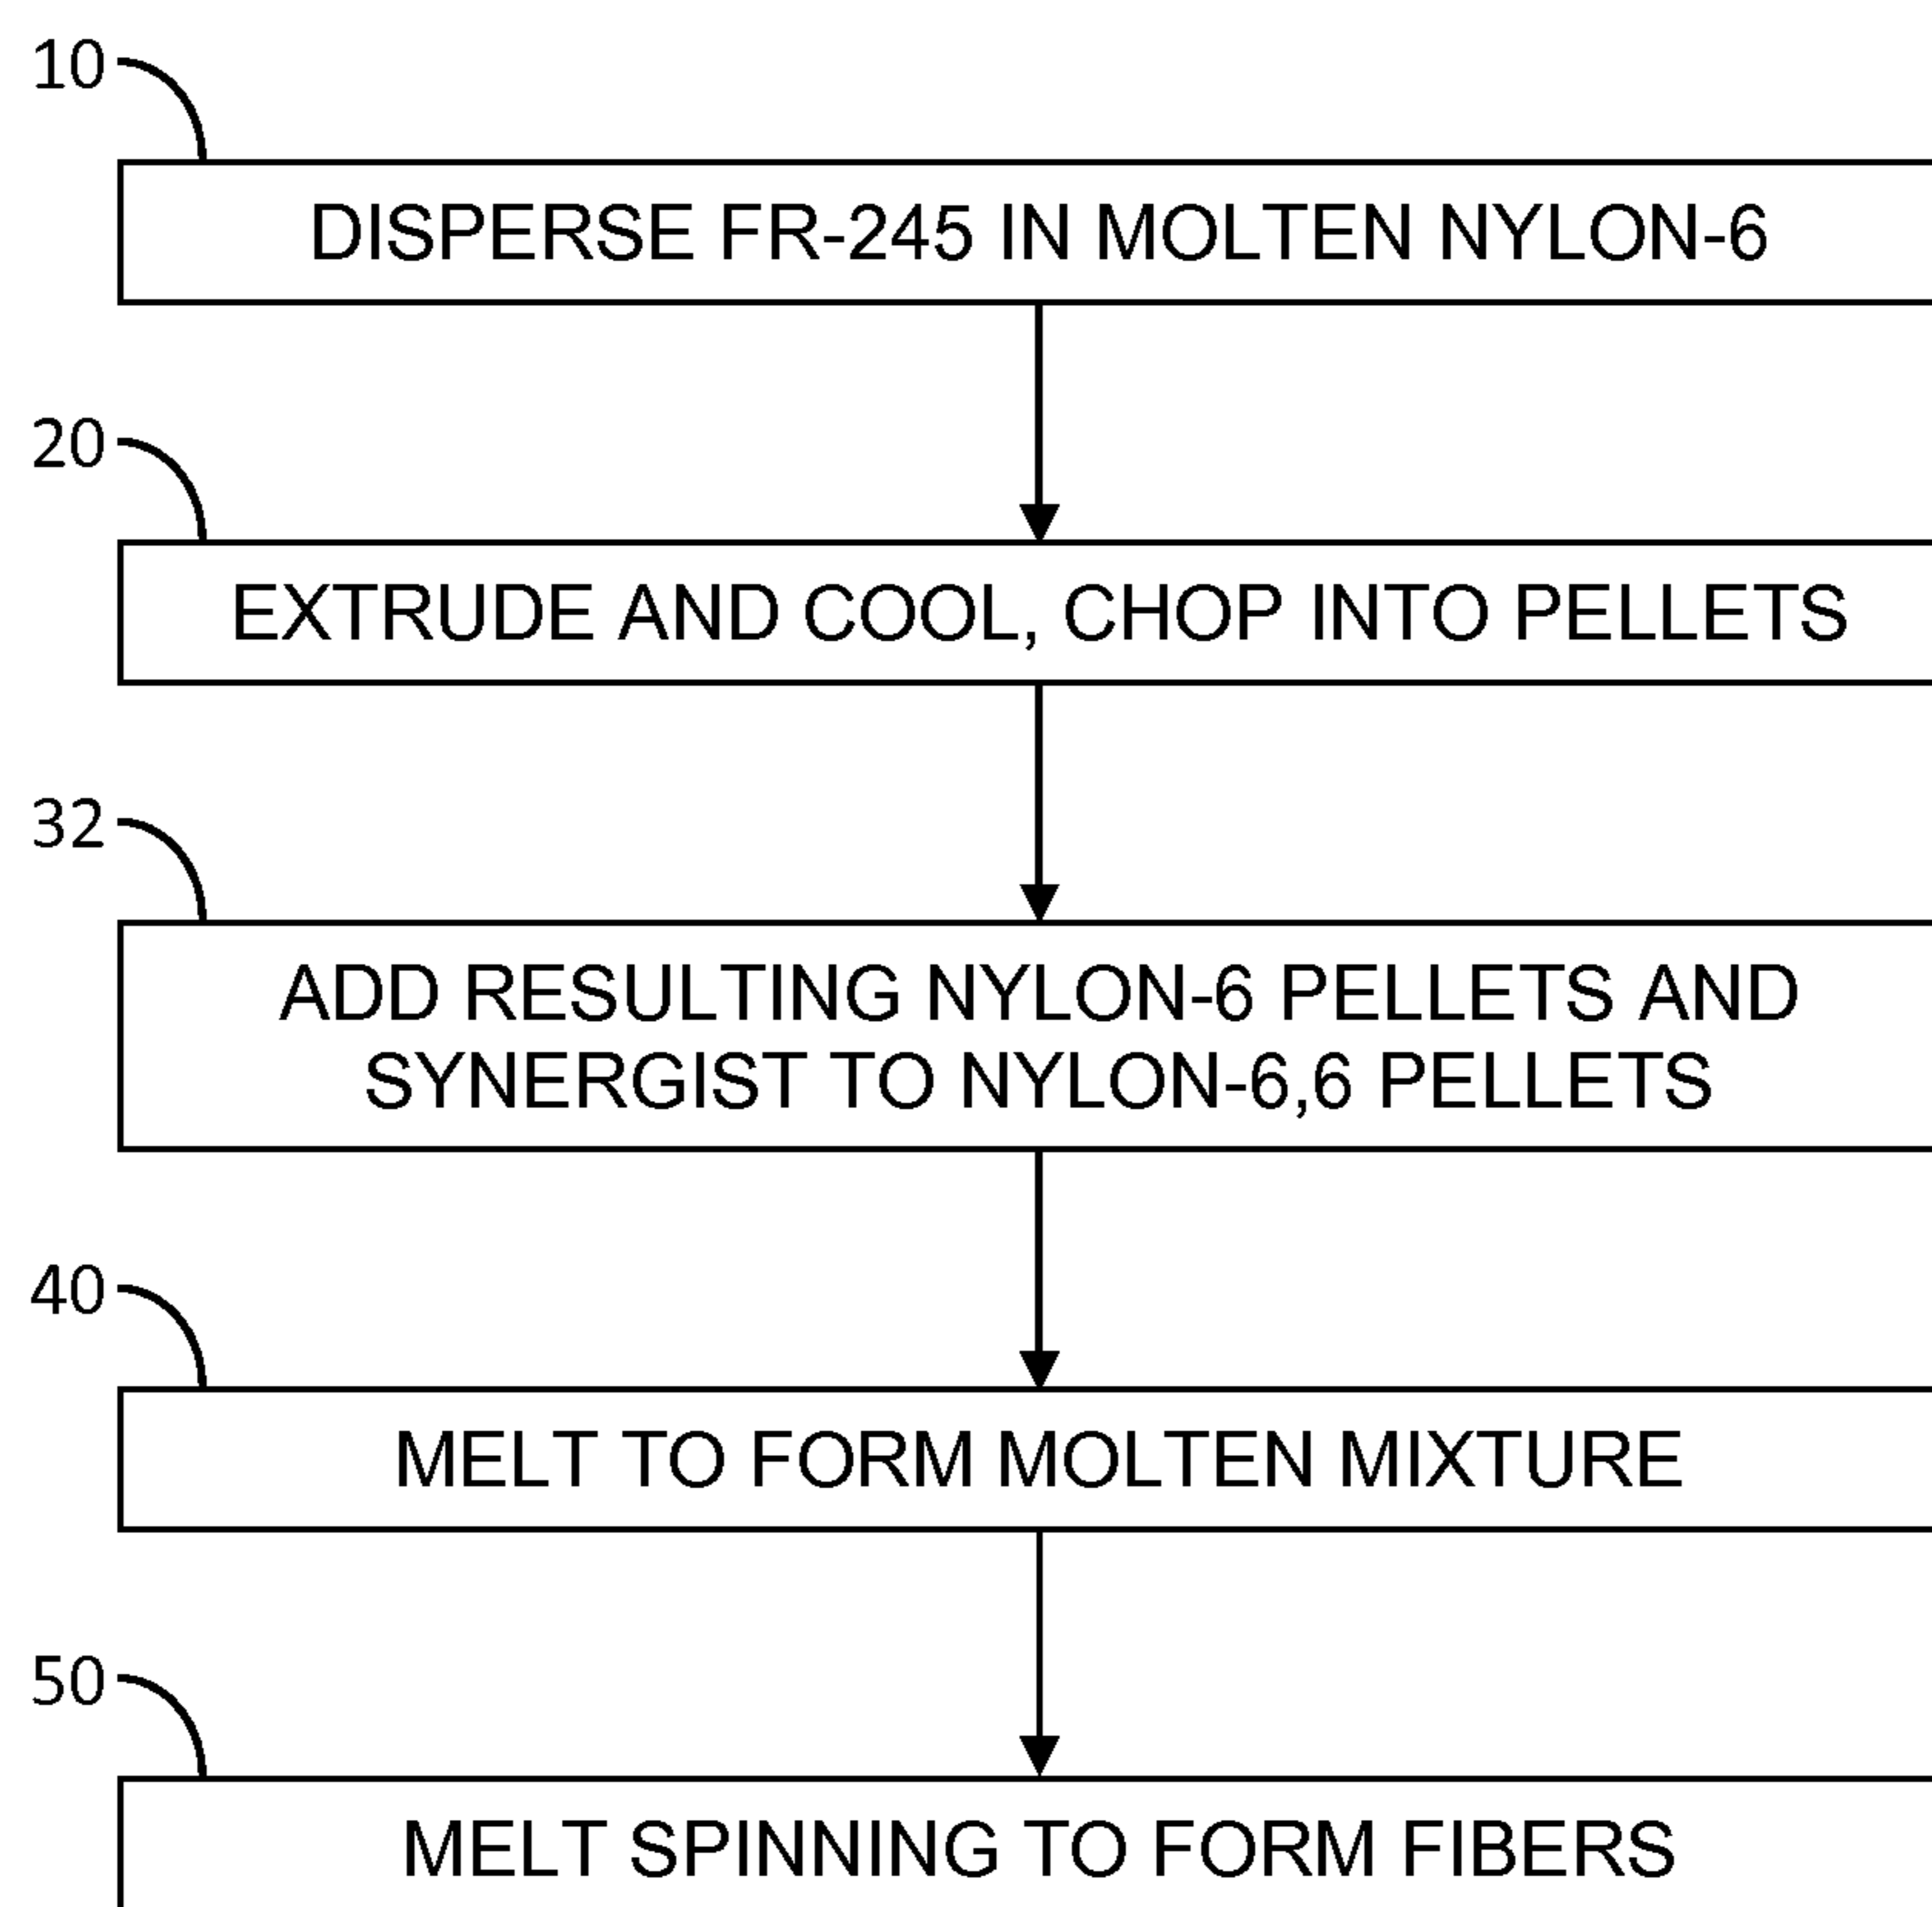 10
DISPERSE FR-245 IN MOLTEN NYLON-6
20
EXTRUDE AND COOL, CHOP INTO PELLETS
32
ADD RESULTING NYLON-6 PELLETS AND
SYNERGIST TO NYLON-6,6 PELLETS
40
MELT TO FORM MOLTEN MIXTURE
50
MELT SPINNING TO FORM FIBERS